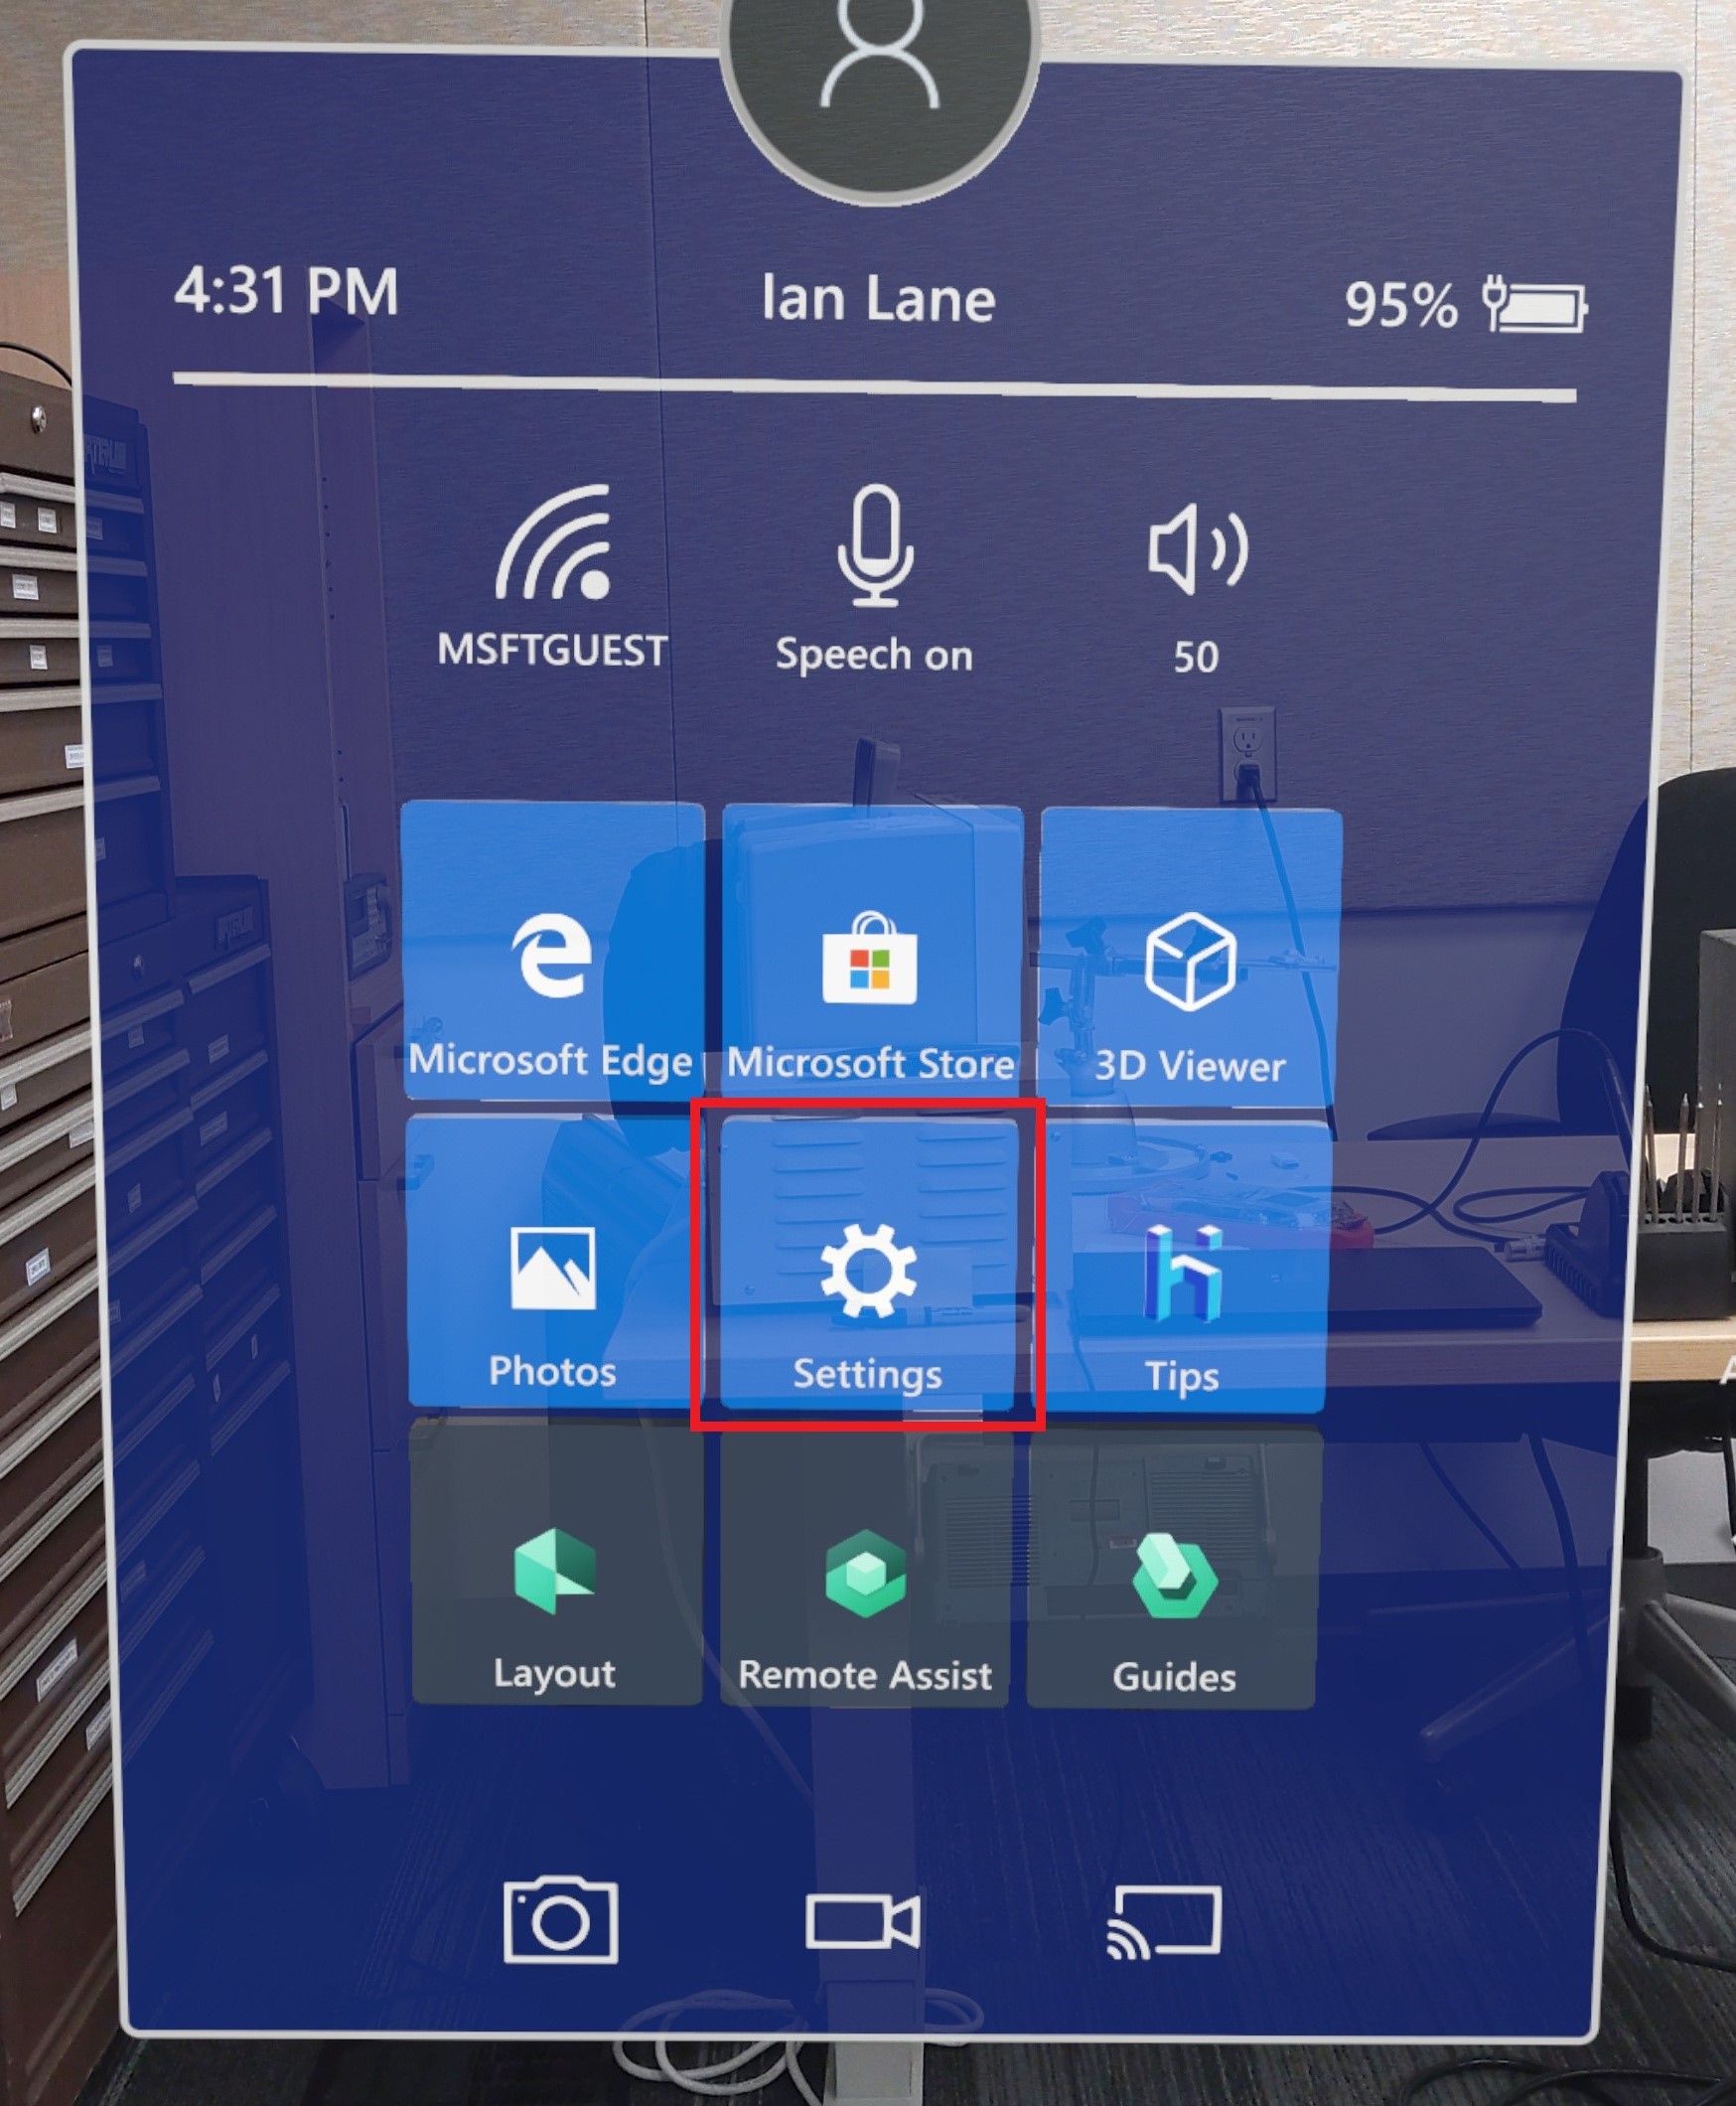 4:31 PM
Ian Lane
95%
MSFTGUEST
Speech on
50
Microsoft Edge
Microsoft Store
3D Viewer
Photos
Settings
Tips
Layout
Remote Assist
Guides